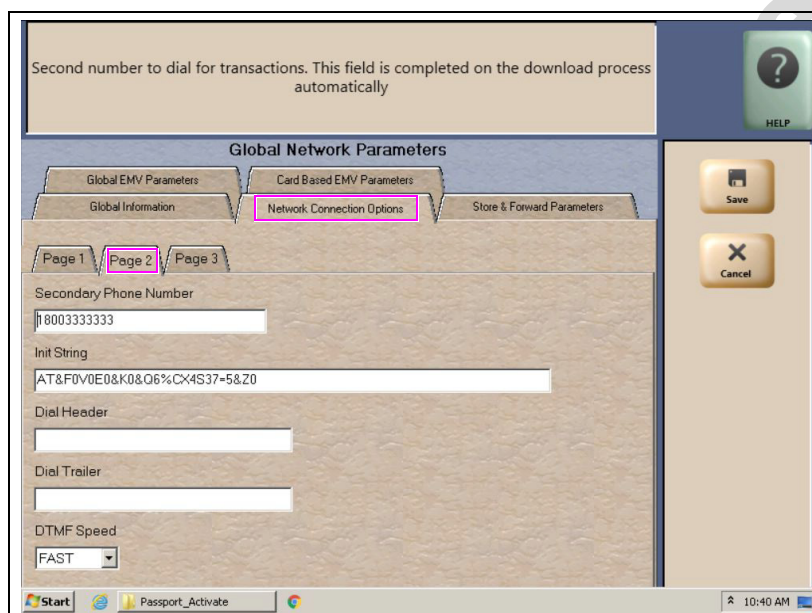 Second number to dial for transactions. This field is completed on the download process
automatically
HELP
Global Network Parameters
Global EMV Parameters
Card Based EMV Parameters
Global Information
Network Connection Options
Store & Forward Parameters
Save
Cancel
Page 1
Page 2
Page 3
Secondary Phone Number
18003333333
Init String
AT&F0V0E0&K0&Q6%CX4S37=5&Z0
Dial Header
Dial Trailer
DTMF Speed
FAST
Start
Passport_Activate
10:40 AM